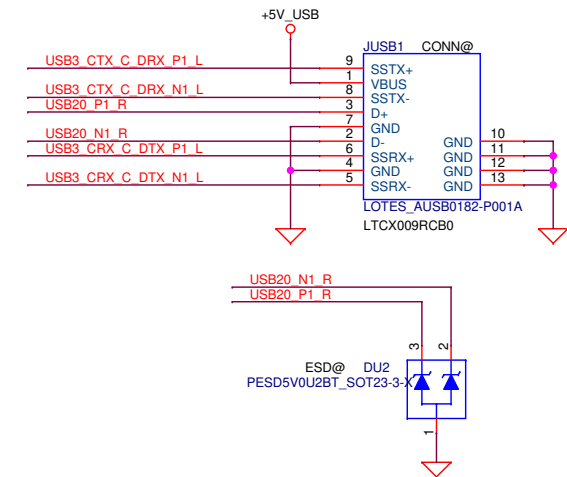 +5V_USB
JUSB1 CONN@
USB3_CTX_C_DRX_P1_L 9 SSTX+
1 VBUS
USB3_CTX_C_DRX_N1_L 8 SSTX-
USB20_P1_R 3 D+
7 GND
USB20_N1_R 2 D- GND 10
USB3_CRX_C_DTX_P1_L 6 SSRX+ GND 11
4 GND GND 12
USB3_CRX_C_DTX_N1_L 5 SSRX- GND 13
LOTES_AUSB0182-P001A
LTCX009RCB0
USB20_N1_R
USB20_P1_R
3 2
ESD@ DU2
PESD5V0U2BT_SOT23-3-X
1